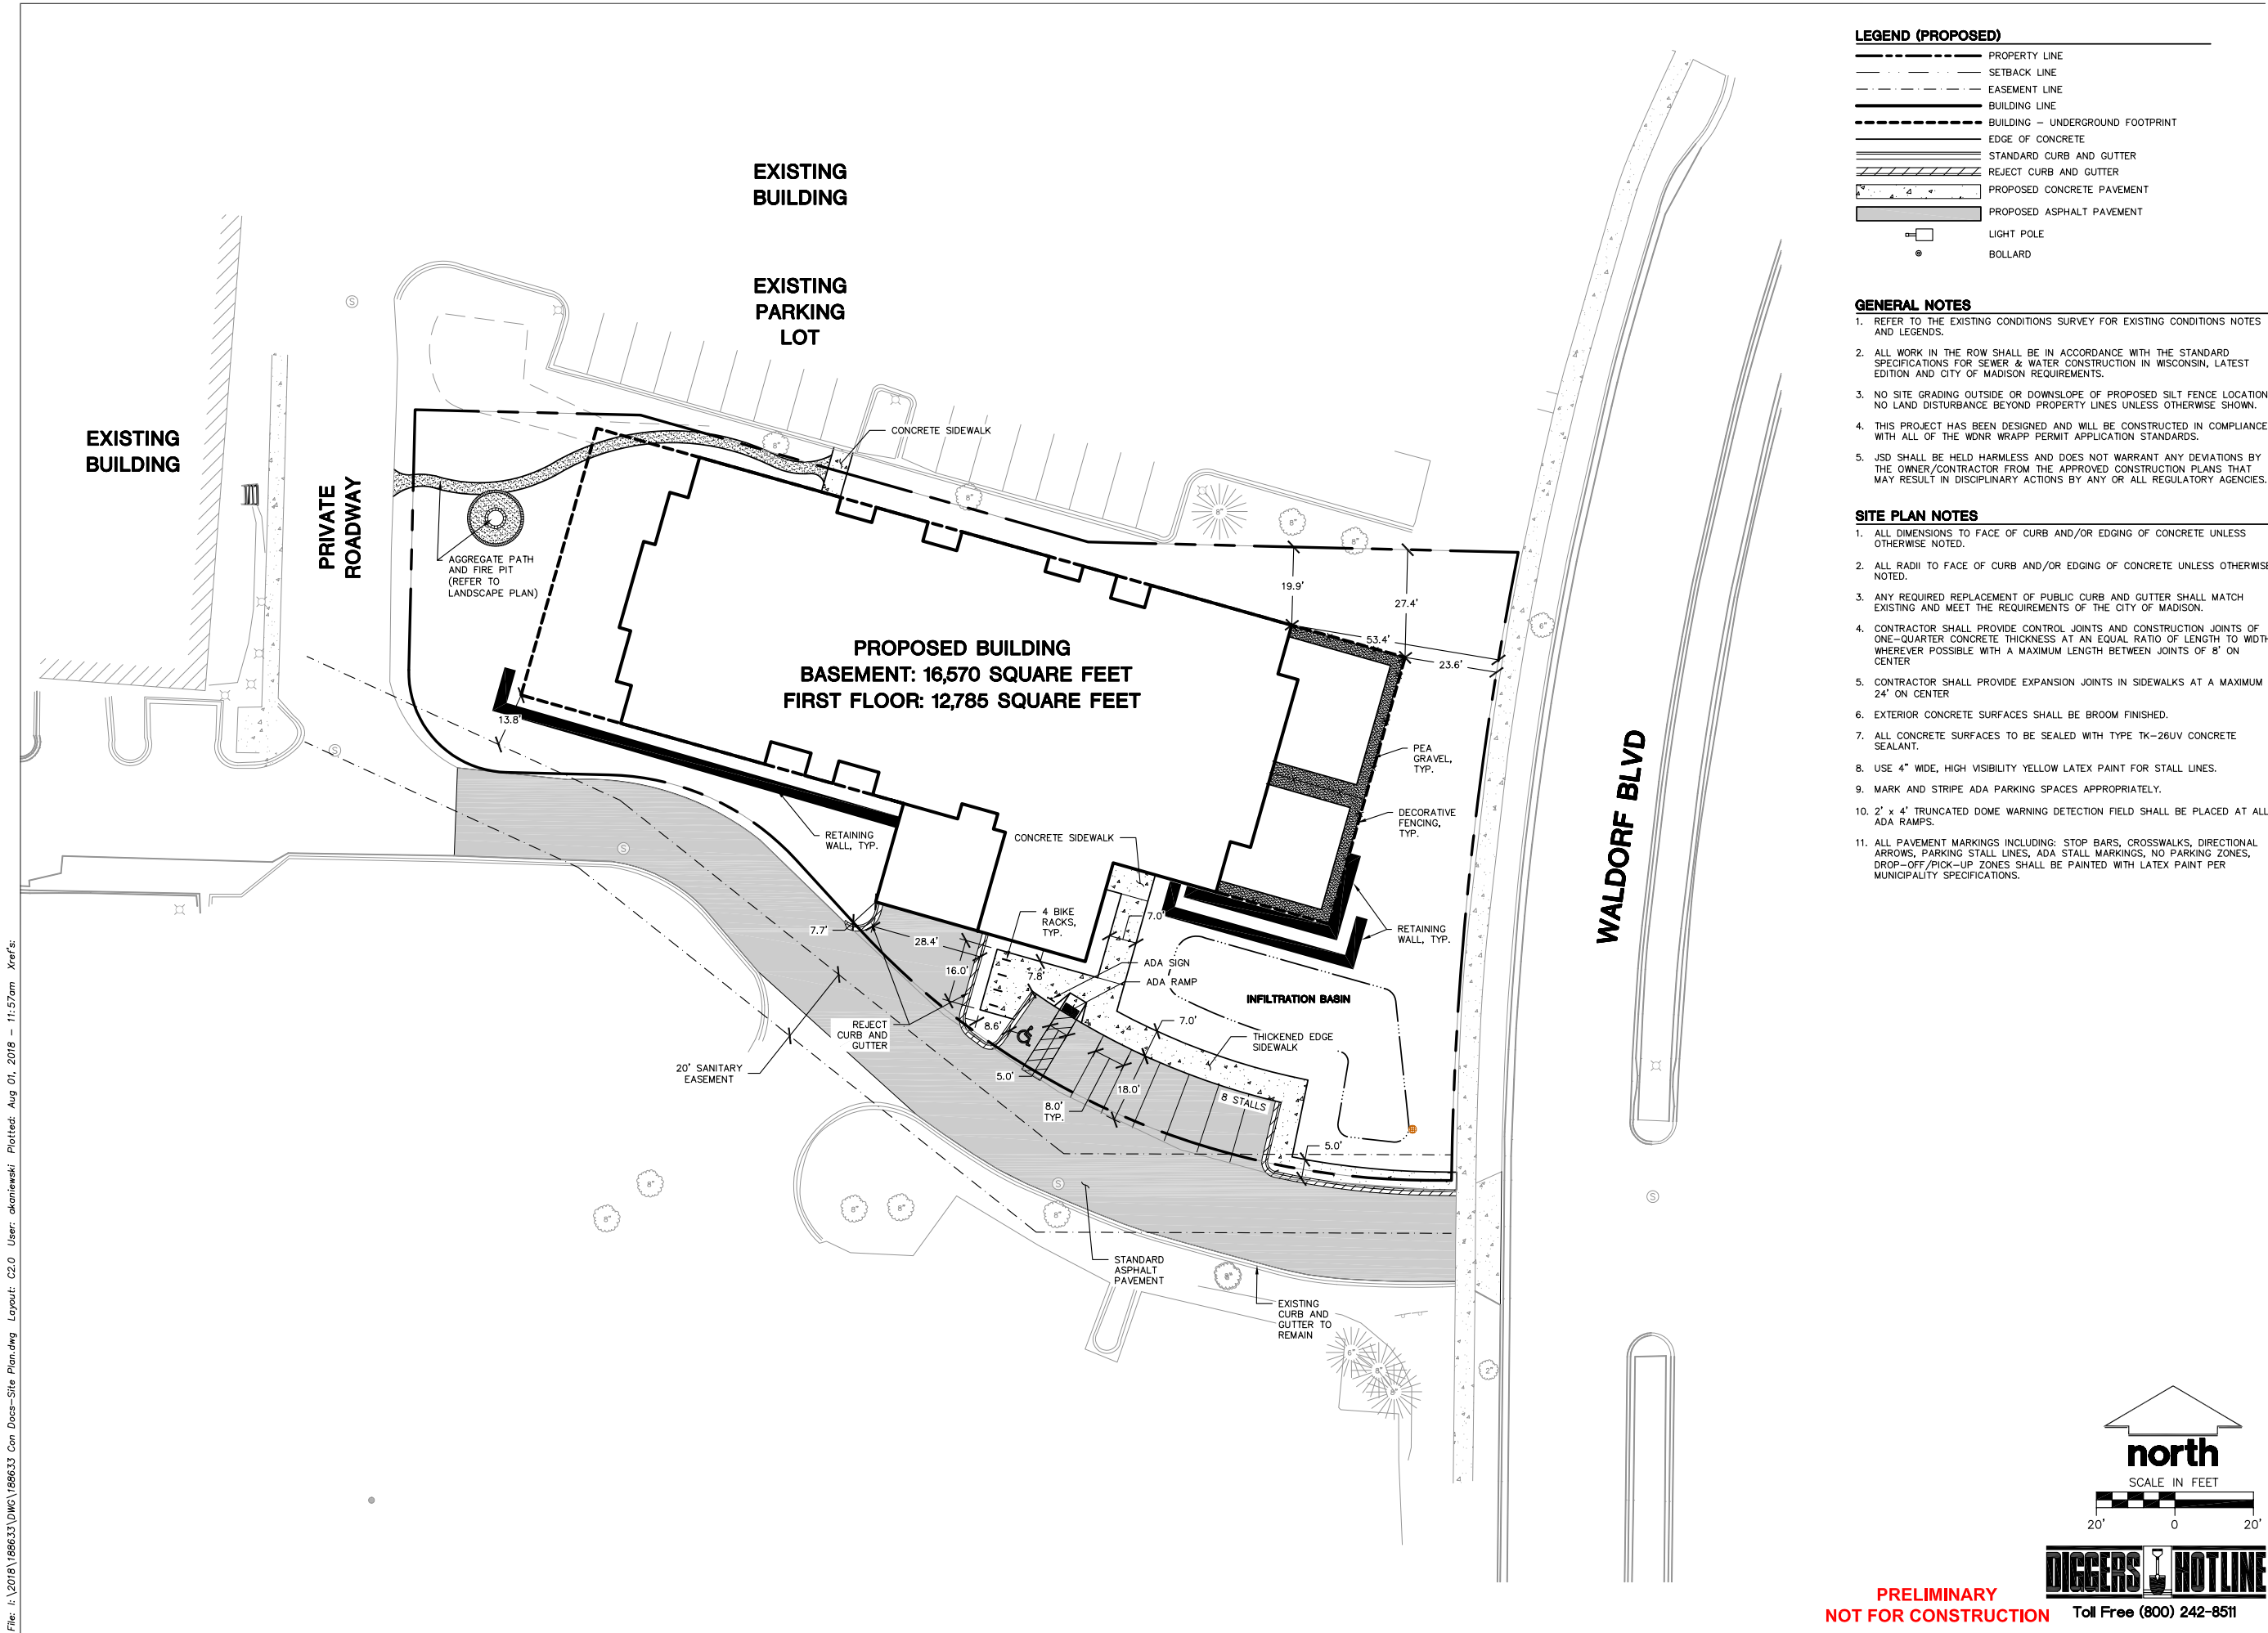 EXISTING
BUILDING
EXISTING
PARKING
LOT
EXISTING
BUILDING
PRIVATE
ROADWAY
CONCRETE SIDEWALK
AGGREGATE PATH
AND FIRE PIT
(REFER TO
LANDSCAPE PLAN)
PROPOSED BUILDING
BASEMENT: 16,570 SQUARE FEET
FIRST FLOOR: 12,785 SQUARE FEET
19.9'
27.4'
53.4'
23.6'
13.8'
PEA
GRAVEL,
TYP.
DECORATIVE
FENCING,
TYP.
RETAINING
WALL, TYP.
CONCRETE SIDEWALK
4 BIKE
RACKS,
TYP.
7.0'
RETAINING
WALL, TYP.
7.7'
28.4'
16.0'
7.8'
ADA SIGN
ADA RAMP
INFILTRATION BASIN
REJECT
CURB AND
GUTTER
8.6'
7.0'
THICKENED EDGE
SIDEWALK
20' SANITARY
EASEMENT
5.0'
8.0'
TYP.
18.0'
8 STALLS
5.0'
STANDARD
ASPHALT
PAVEMENT
EXISTING
CURB AND
GUTTER TO
REMAIN
WALDORF BLVD
S
S
S
S
S
8"
8"
8"
8"
8"
6"
8"
8"
8"
8"
8"
8"
6"
8"
8"
2"
LEGEND (PROPOSED)
PROPERTY LINE
SETBACK LINE
EASEMENT LINE
BUILDING LINE
BUILDING - UNDERGROUND FOOTPRINT
EDGE OF CONCRETE
STANDARD CURB AND GUTTER
REJECT CURB AND GUTTER
PROPOSED CONCRETE PAVEMENT
PROPOSED ASPHALT PAVEMENT
LIGHT POLE
BOLLARD
GENERAL NOTES
1. REFER TO THE EXISTING CONDITIONS SURVEY FOR EXISTING CONDITIONS NOTES
AND LEGENDS.
2. ALL WORK IN THE ROW SHALL BE IN ACCORDANCE WITH THE STANDARD
SPECIFICATIONS FOR SEWER & WATER CONSTRUCTION IN WISCONSIN, LATEST
EDITION AND CITY OF MADISON REQUIREMENTS.
3. NO SITE GRADING OUTSIDE OR DOWNSLOPE OF PROPOSED SILT FENCE LOCATION
NO LAND DISTURBANCE BEYOND PROPERTY LINES UNLESS OTHERWISE SHOWN.
4. THIS PROJECT HAS BEEN DESIGNED AND WILL BE CONSTRUCTED IN COMPLIANCE
WITH ALL OF THE WDNR WRAPP PERMIT APPLICATION STANDARDS.
5. JSD SHALL BE HELD HARMLESS AND DOES NOT WARRANT ANY DEVIATIONS BY
THE OWNER/CONTRACTOR FROM THE APPROVED CONSTRUCTION PLANS THAT
MAY RESULT IN DISCIPLINARY ACTIONS BY ANY OR ALL REGULATORY AGENCIES.
SITE PLAN NOTES
1. ALL DIMENSIONS TO FACE OF CURB AND/OR EDGING OF CONCRETE UNLESS
OTHERWISE NOTED.
2. ALL RADII TO FACE OF CURB AND/OR EDGING OF CONCRETE UNLESS OTHERWISE
NOTED.
3. ANY REQUIRED REPLACEMENT OF PUBLIC CURB AND GUTTER SHALL MATCH
EXISTING AND MEET THE REQUIREMENTS OF THE CITY OF MADISON.
4. CONTRACTOR SHALL PROVIDE CONTROL JOINTS AND CONSTRUCTION JOINTS OF
ONE-QUARTER CONCRETE THICKNESS AT AN EQUAL RATIO OF LENGTH TO WIDTH
WHEREVER POSSIBLE WITH A MAXIMUM LENGTH BETWEEN JOINTS OF 8' ON
CENTER
5. CONTRACTOR SHALL PROVIDE EXPANSION JOINTS IN SIDEWALKS AT A MAXIMUM
24' ON CENTER
6. EXTERIOR CONCRETE SURFACES SHALL BE BROOM FINISHED.
7. ALL CONCRETE SURFACES TO BE SEALED WITH TYPE TK-26UV CONCRETE
SEALANT.
8. USE 4" WIDE, HIGH VISIBILITY YELLOW LATEX PAINT FOR STALL LINES.
9. MARK AND STRIPE ADA PARKING SPACES APPROPRIATELY.
10. 2' x 4' TRUNCATED DOME WARNING DETECTION FIELD SHALL BE PLACED AT ALL
ADA RAMPS.
11. ALL PAVEMENT MARKINGS INCLUDING: STOP BARS, CROSSWALKS, DIRECTIONAL
ARROWS, PARKING STALL LINES, ADA STALL MARKINGS, NO PARKING ZONES,
DROP-OFF/PICK-UP ZONES SHALL BE PAINTED WITH LATEX PAINT PER
MUNICIPALITY SPECIFICATIONS.
north
SCALE IN FEET
20' 0 20'
DIGGERS HOTLINE
Toll Free (800) 242-8511
PRELIMINARY
NOT FOR CONSTRUCTION
File: I:\2018\188633\DWG\188633 Con Docs-Site Plan.dwg Layout: C2.0 User: akaniewski Plotted: Aug 01, 2018 - 11:57am Xref's: